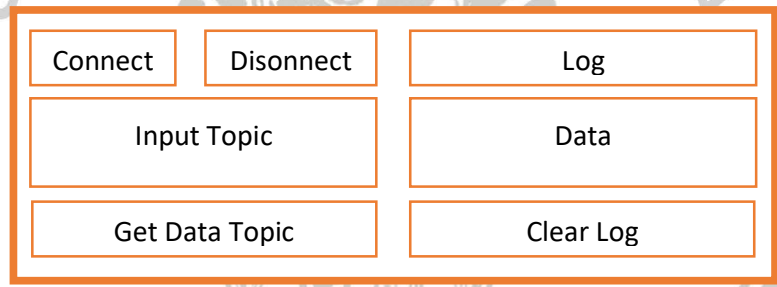 Connect Disonnect Log
Input Topic Data
Get Data Topic Clear Log